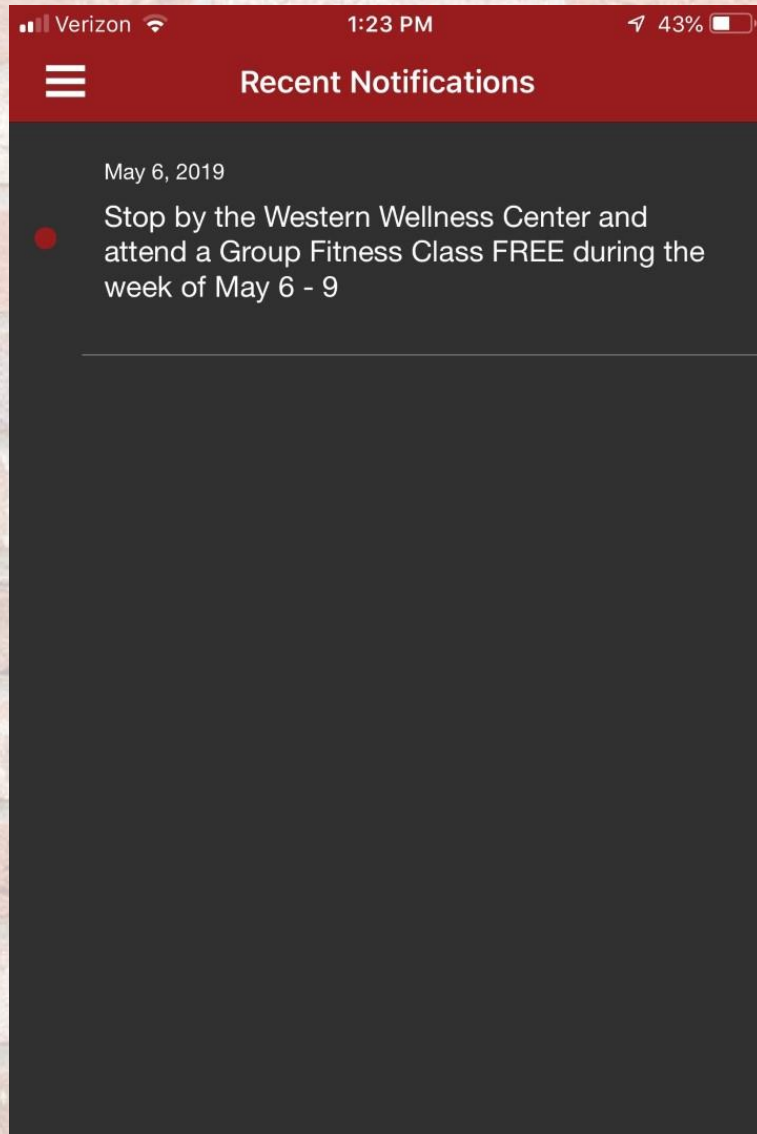 Verizon 1:23 PM 43%
Recent Notifications
May 6, 2019
Stop by the Western Wellness Center and
attend a Group Fitness Class FREE during the
week of May 6 - 9